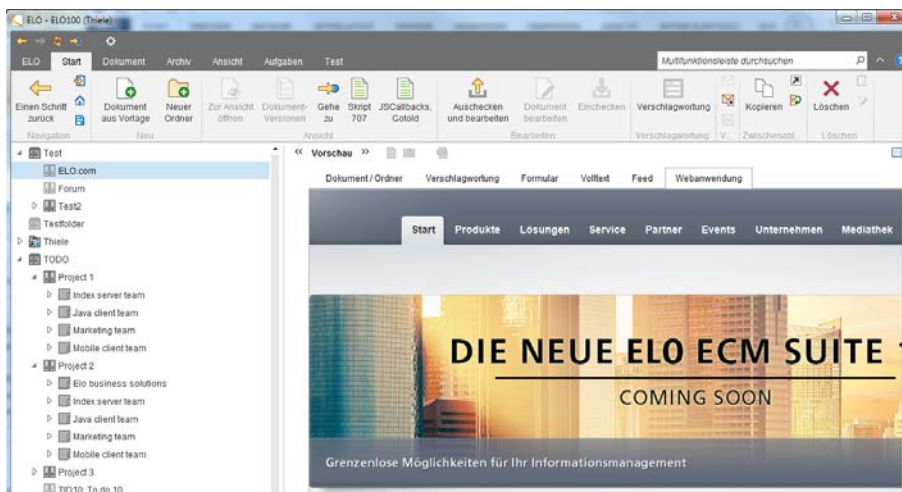 ELO - ELO100 (Thiele)
ELO Start Dokument Archiv Ansicht Aufgaben Test Multifunktionsleiste durchsuchen
Einen Schritt zurück
Dokument aus Vorlage
Neuer Ordner
Zur Ansicht öffnen
Dokument-Versionen
Gehe zu
Skript 707
JSCallbacks, Gotold
Auschecken und bearbeiten
Dokument bearbeiten
Einchecken
Verschlagwortung
Kopieren
Löschen
Navigation Neu Ansicht Bearbeiten Verschlagwortung V... Zwischenabl... Löschen
Test
ELO.com
Forum
Test2
Testfolder
Thiele
TODO
Project 1
Index server team
Java client team
Marketing team
Mobile client team
Project 2
Elo business solutions
Index server team
Java client team
Marketing team
Mobile client team
Project 3
TID10: To do 10
Vorschau
Dokument / Ordner Verschlagwortung Formular Volltext Feed Webanwendung
Start Produkte Lösungen Service Partner Events Unternehmen Mediathek
DIE NEUE ELO ECM SUITE
COMING SOON
Grenzenlose Möglichkeiten für Ihr Informationsmanagement